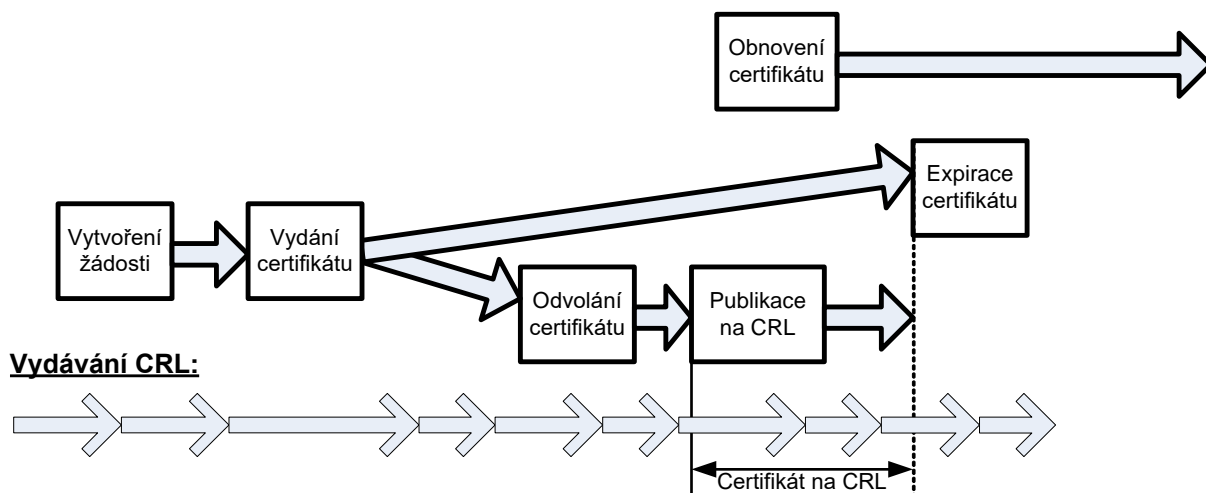 Obnovení
certifikátu
Expirace
certifikátu
Vytvoření
žádosti
Vydání
certifikátu
Odvolání
certifikátu
Publikace
na CRL
Vydávání CRL:
Certifikát na CRL